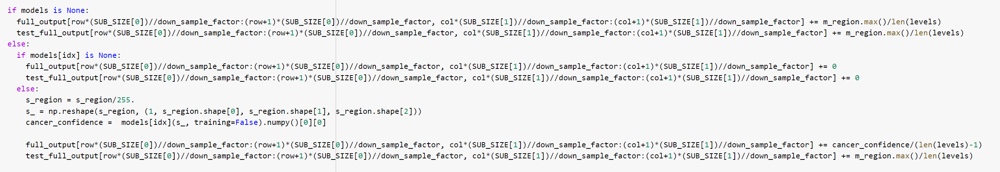 if models is None:
  full_output[row*(SUB_SIZE[0])//down_sample_factor:(row+1)*(SUB_SIZE[0])//down_sample_factor, col*(SUB_SIZE[1])//down_sample_factor:(col+1)*(SUB_SIZE[1])//down_sample_factor] += m_region.max()/len(levels)
  test_full_output[row*(SUB_SIZE[0])//down_sample_factor:(row+1)*(SUB_SIZE[0])//down_sample_factor, col*(SUB_SIZE[1])//down_sample_factor:(col+1)*(SUB_SIZE[1])//down_sample_factor] += m_region.max()/len(levels)
else:
  if models[idx] is None:
    full_output[row*(SUB_SIZE[0])//down_sample_factor:(row+1)*(SUB_SIZE[0])//down_sample_factor, col*(SUB_SIZE[1])//down_sample_factor:(col+1)*(SUB_SIZE[1])//down_sample_factor] += 0
    test_full_output[row*(SUB_SIZE[0])//down_sample_factor:(row+1)*(SUB_SIZE[0])//down_sample_factor, col*(SUB_SIZE[1])//down_sample_factor:(col+1)*(SUB_SIZE[1])//down_sample_factor] += 0
  else:
    s_region = s_region/255.
    s_ = np.reshape(s_region, (1, s_region.shape[0], s_region.shape[1], s_region.shape[2]))
    cancer_confidence =  models[idx](s_, training=False).numpy()[0][0]

    full_output[row*(SUB_SIZE[0])//down_sample_factor:(row+1)*(SUB_SIZE[0])//down_sample_factor, col*(SUB_SIZE[1])//down_sample_factor:(col+1)*(SUB_SIZE[1])//down_sample_factor] += cancer_confidence/(len(levels)-1)
    test_full_output[row*(SUB_SIZE[0])//down_sample_factor:(row+1)*(SUB_SIZE[0])//down_sample_factor, col*(SUB_SIZE[1])//down_sample_factor:(col+1)*(SUB_SIZE[1])//down_sample_factor] += m_region.max()/len(levels)